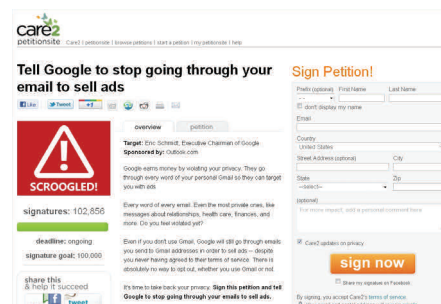 care2
petitionsite Care2 | petitionsite | browse petitions | start a petition | my petitionsite | help
Tell Google to stop going through your
email to sell ads
Like Tweet +1
SCROOGLED!
signatures: 102,856
deadline: ongoing
signature goal: 100,000
share this
& help it succeed
tweet
overview petition
Target: Eric Schmidt, Executive Chairman of Google
Sponsored by: Outlook.com
Google earns money by violating your privacy. They go
through every word of your personal Gmail so they can target
you with ads.
Every word of every email. Even the most private ones, like
messages about relationships, health care, finances, and
more. Do you feel violated yet?
Even if you don't use Gmail, Google will still go through emails
you send to Gmail addresses in order to sell ads – despite
you never having agreed to their terms of service. There is
absolutely no way to opt out, whether you use Gmail or not.
It's time to take back your privacy. Sign this petition and tell
Google to stop going through your email to sell ads.
Sign Petition!
Prefix (optional) First Name Last Name
don't display my name
Email
Country
United States
Street Address (optional) City
State Zip
--select--
(optional)
For more impact, add a personal comment here
Care2 updates on privacy
sign now
Share my signature on Facebook
By signing, you accept Care2's terms of service.